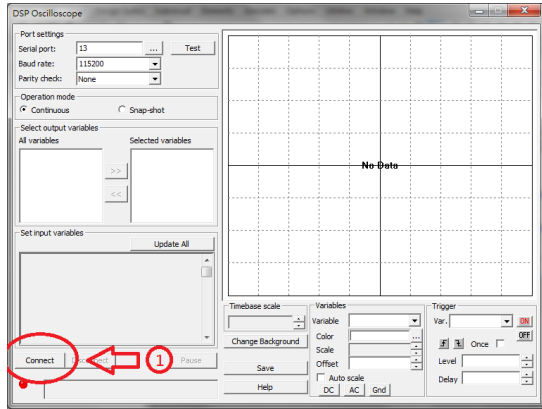 DSP Oscilloscope
Port settings
Serial port: 13 ... Test
Baud rate: 115200
Parity check: None
Operation mode
Continuous Snap-shot
Select output variables
All variables Selected variables
>>
<<
No Data
Set input variables
Update All
Timebase scale
Change Background
Save
Help
Variables
Variable
Color ...
Scale
Offset
Auto scale
DC AC Gnd
Trigger
Var. ON
OFF
Once
Level
Delay
Connect 1 Pause